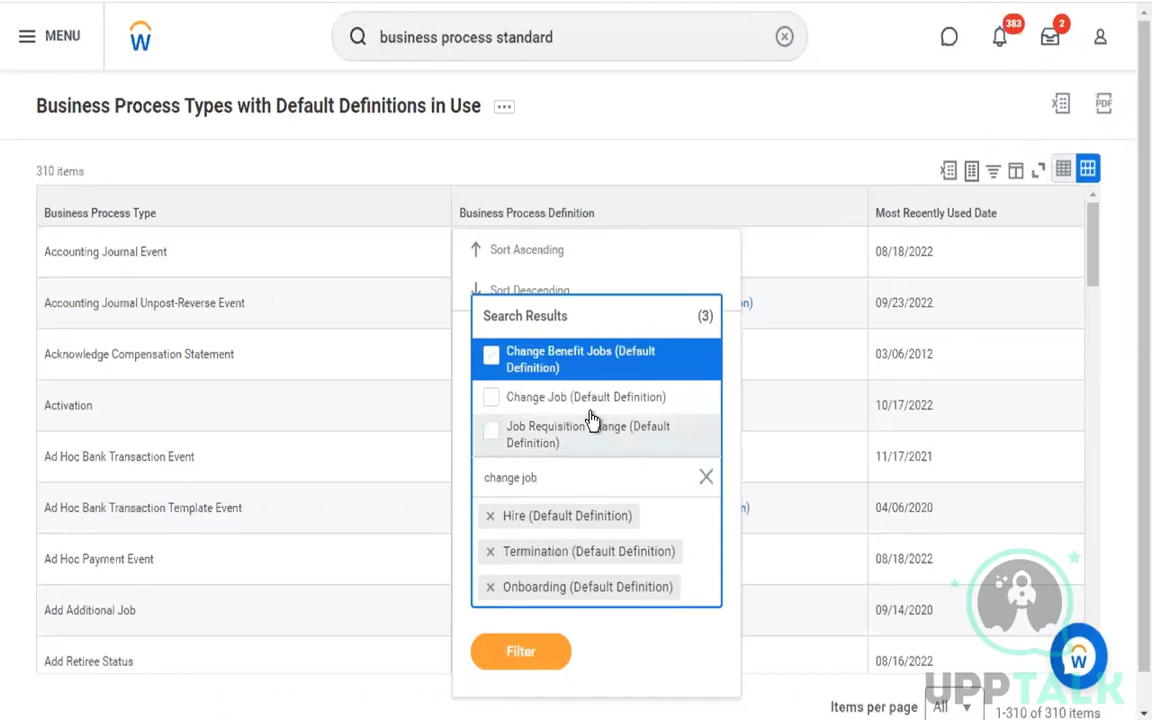 MENU
business process standard
383
2
Business Process Types with Default Definitions in Use
PDF
310 items
Business Process Type
Business Process Definition
Most Recently Used Date
Accounting Journal Event
08/18/2022
Sort Ascending
Sort Descending
Accounting Journal Unpost-Reverse Event
on)
09/23/2022
Search Results
(3)
Acknowledge Compensation Statement
03/06/2012
Change Benefit Jobs (Default
Definition)
Activation
Change Job (Default Definition)
10/17/2022
Job Requisition Change (Default
Definition)
Ad Hoc Bank Transaction Event
11/17/2021
change job
Ad Hoc Bank Transaction Template Event
n)
04/06/2020
Hire (Default Definition)
Ad Hoc Payment Event
Termination (Default Definition)
08/18/2022
Onboarding (Default Definition)
Add Additional Job
09/14/2020
Filter
Add Retiree Status
08/16/2022
UPPTALK
Items per page
All
1-310 of 310 items